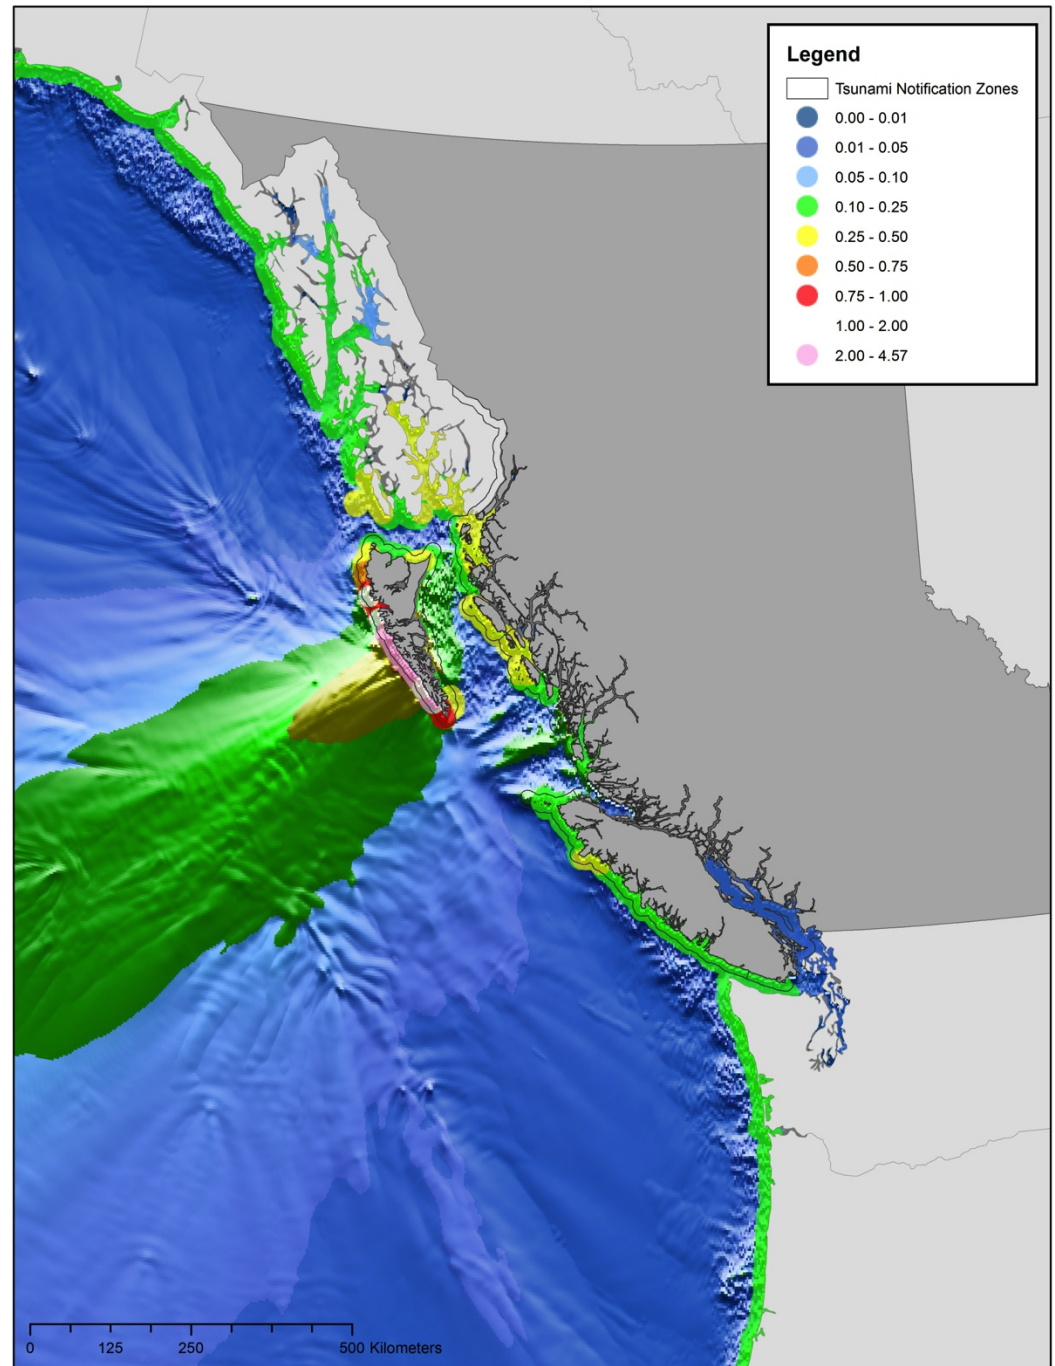 Legend
Tsunami Notification Zones
0.00 - 0.01
0.01 - 0.05
0.05 - 0.10
0.10 - 0.25
0.25 - 0.50
0.50 - 0.75
0.75 - 1.00
1.00 - 2.00
2.00 - 4.57
0 125 250 500 Kilometers